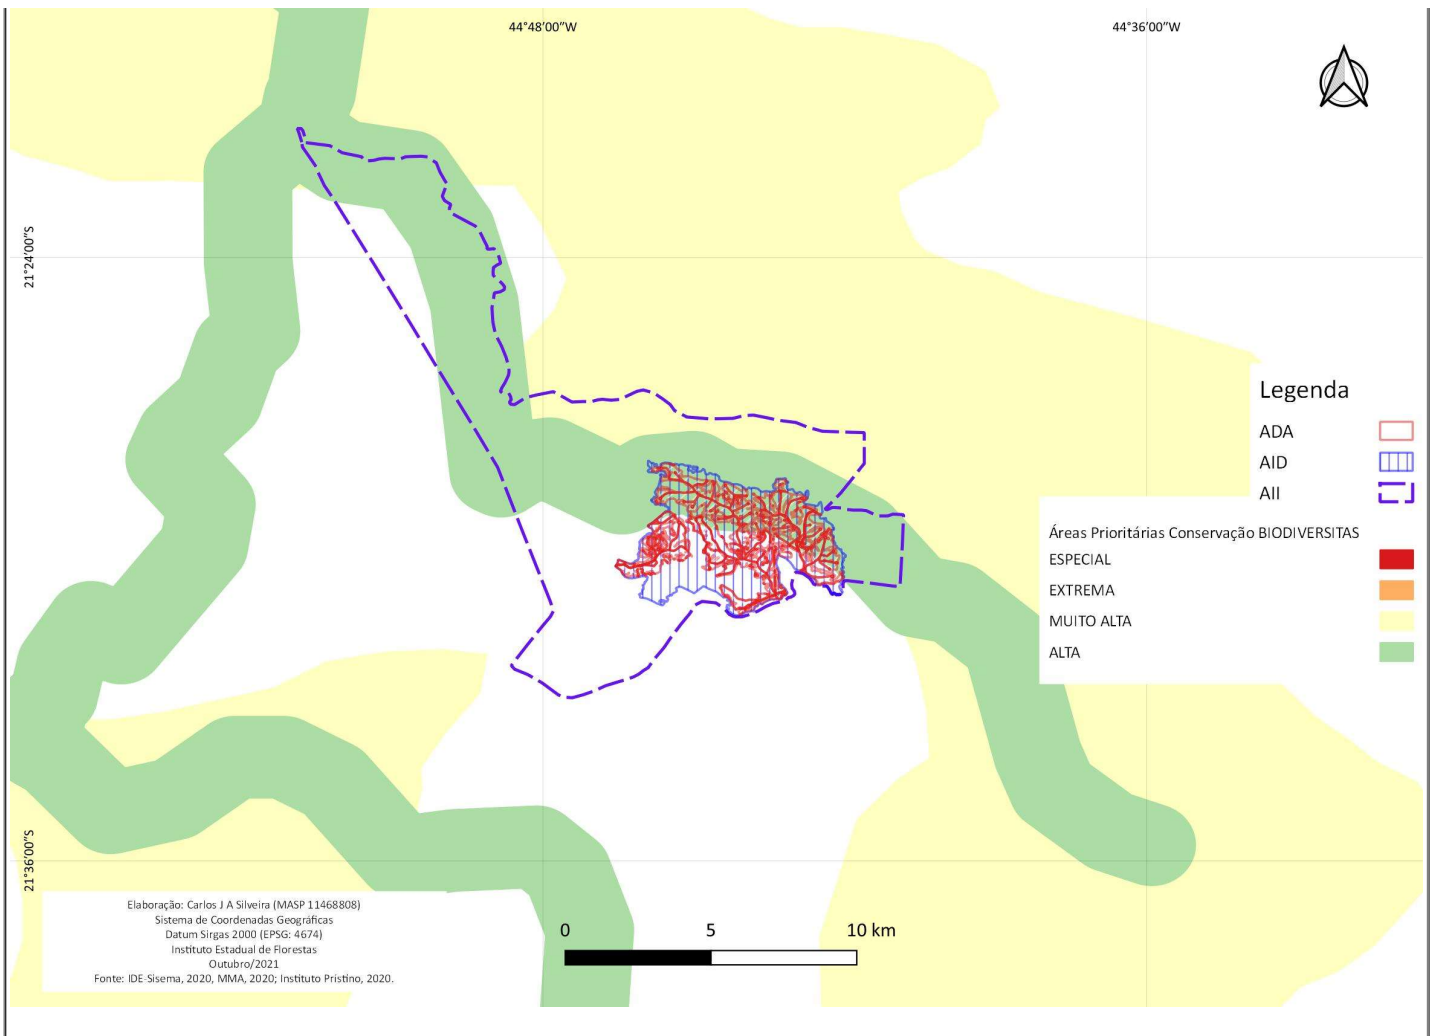 44°48'00"W
44°36'00"W
21°24'00"S
Legenda
ADA
AID
AII
Áreas Prioritárias Conservação BIODIVERSITAS
ESPECIAL
EXTREMA
MUITO ALTA
ALTA
21°36'00"S
Elaboração: Carlos J A Silveira (MASP 11468808)
Sistema de Coordenadas Geográficas
Datum Sirgas 2000 (EPSG: 4674)
Instituto Estadual de Florestas
Outubro/2021
Fonte: IDE-Sisema, 2020, MMA, 2020; Instituto Prístino, 2020.
0 5 10 km